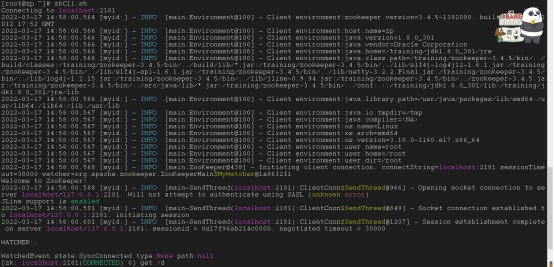 [root@zp ~]# zkCli.sh
Connecting to localhost:2181
2022-03-17 14:58:00,564 [myid:] - INFO  [main:Environment@100] - Client environment:zookeeper.version=3.4.5-1392090, built
012 17:52 GMT
2022-03-17 14:58:00,566 [myid:] - INFO  [main:Environment@100] - Client environment:host.name=zp
2022-03-17 14:58:00,566 [myid:] - INFO  [main:Environment@100] - Client environment:java.version=1.8.0_301
2022-03-17 14:58:00,566 [myid:] - INFO  [main:Environment@100] - Client environment:java.vendor=Oracle Corporation
2022-03-17 14:58:00,566 [myid:] - INFO  [main:Environment@100] - Client environment:java.home=/training/jdk1.8.0_301/jre
2022-03-17 14:58:00,566 [myid:] - INFO  [main:Environment@100] - Client environment:java.class.path=/training/zookeeper-3.4.5/bin/..
/build/classes:/training/zookeeper-3.4.5/bin/../build/lib/*.jar:/training/zookeeper-3.4.5/bin/../lib/slf4j-log4j12-1.6.1.jar:/training
/zookeeper-3.4.5/bin/../lib/slf4j-api-1.6.1.jar:/training/zookeeper-3.4.5/bin/../lib/netty-3.2.2.Final.jar:/training/zookeeper-3.4.5/
bin/../lib/log4j-1.2.15.jar:/training/zookeeper-3.4.5/bin/../lib/jline-0.9.94.jar:/training/zookeeper-3.4.5/bin/../zookeeper-3.4.5.ja
r:/training/zookeeper-3.4.5/bin/../src/java/lib/*.jar:/training/zookeeper-3.4.5/bin/../conf::.:/training/jdk1.8.0_301/lib:/training/j
dk1.8.0_301/jre/lib
2022-03-17 14:58:00,566 [myid:] - INFO  [main:Environment@100] - Client environment:java.library.path=/usr/java/packages/lib/amd64:/u
sr/lib64:/lib64:/lib:/usr/lib
2022-03-17 14:58:00,567 [myid:] - INFO  [main:Environment@100] - Client environment:java.io.tmpdir=/tmp
2022-03-17 14:58:00,567 [myid:] - INFO  [main:Environment@100] - Client environment:java.compiler=<NA>
2022-03-17 14:58:00,567 [myid:] - INFO  [main:Environment@100] - Client environment:os.name=Linux
2022-03-17 14:58:00,567 [myid:] - INFO  [main:Environment@100] - Client environment:os.arch=amd64
2022-03-17 14:58:00,567 [myid:] - INFO  [main:Environment@100] - Client environment:os.version=3.10.0-1160.el7.x86_64
2022-03-17 14:58:00,567 [myid:] - INFO  [main:Environment@100] - Client environment:user.name=root
2022-03-17 14:58:00,567 [myid:] - INFO  [main:Environment@100] - Client environment:user.home=/root
2022-03-17 14:58:00,567 [myid:] - INFO  [main:Environment@100] - Client environment:user.dir=/root
2022-03-17 14:58:00,568 [myid:] - INFO  [main:ZooKeeper@438] - Initiating client connection, connectString=localhost:2181 sessionTime
out=30000 watcher=org.apache.zookeeper.ZooKeeperMain$MyWatcher@1a86f2f1
Welcome to ZooKeeper!
2022-03-17 14:58:00,588 [myid:] - INFO  [main-SendThread(localhost:2181):ClientCnxn$SendThread@966] - Opening socket connection to se
rver localhost/127.0.0.1:2181. Will not attempt to authenticate using SASL (unknown error)
JLine support is enabled
2022-03-17 14:58:00,591 [myid:] - INFO  [main-SendThread(localhost:2181):ClientCnxn$SendThread@849] - Socket connection established t
o localhost/127.0.0.1:2181, initiating session
2022-03-17 14:58:00,601 [myid:] - INFO  [main-SendThread(localhost:2181):ClientCnxn$SendThread@1207] - Session establishment complete
on server localhost/127.0.0.1:2181, sessionid = 0x17f96ab214c0000, negotiated timeout = 30000

WATCHER::

WatchedEvent state:SyncConnected type:None path:null
[zk: localhost:2181(CONNECTED) 0] get /d